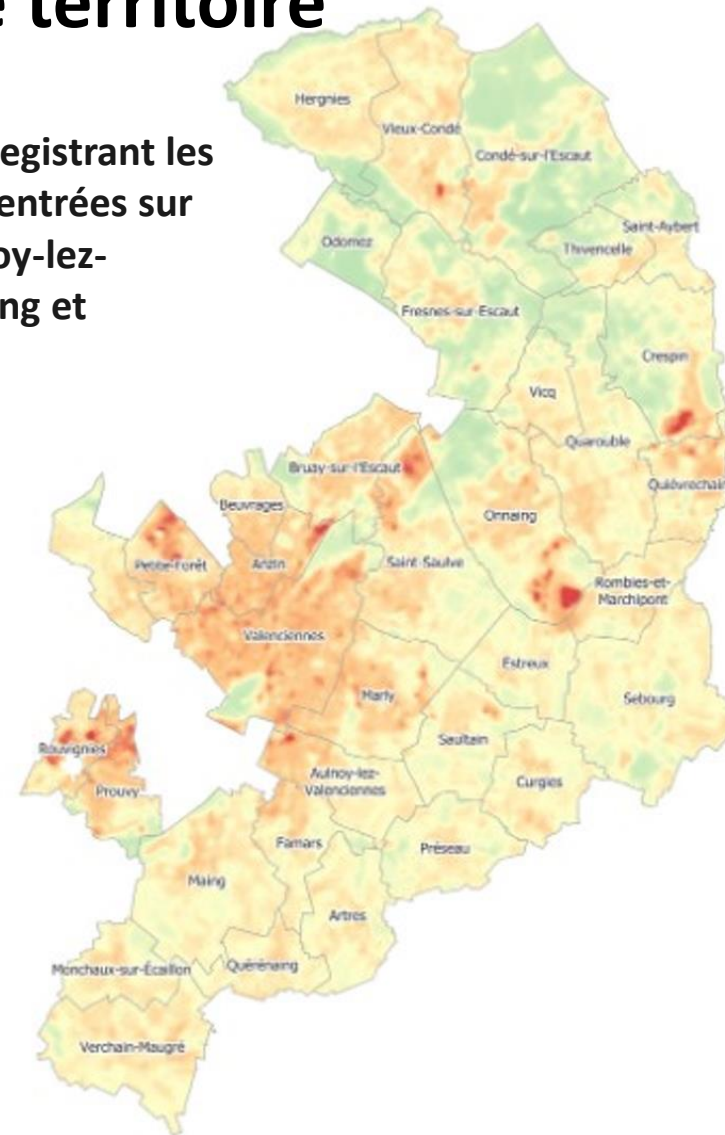 e territoire
egistrant les
entrées sur
oy-lez-
ng et
Hergnies
Vieux-Condé
Condé-sur-l'Escaut
Saint-Aybert
Odomez
Thivencelle
Fresnes-sur-Escaut
Crespin
Vicq
Quarouble
Bruay-sur-l'Escaut
Quiévrechain
Beuvrages
Onnaing
Petite-Forêt
Anzin
Saint-Saulve
Rombies-et-
Marchipont
Valenciennes
Estreux
Marly
Sebourg
Saultain
Rouvignies
Aulnoy-lez-
Valenciennes
Curgies
Prouvy
Famars
Préseau
Maing
Artres
Monchaux-sur-Écaillon
Quérénaing
Verchain-Maugré